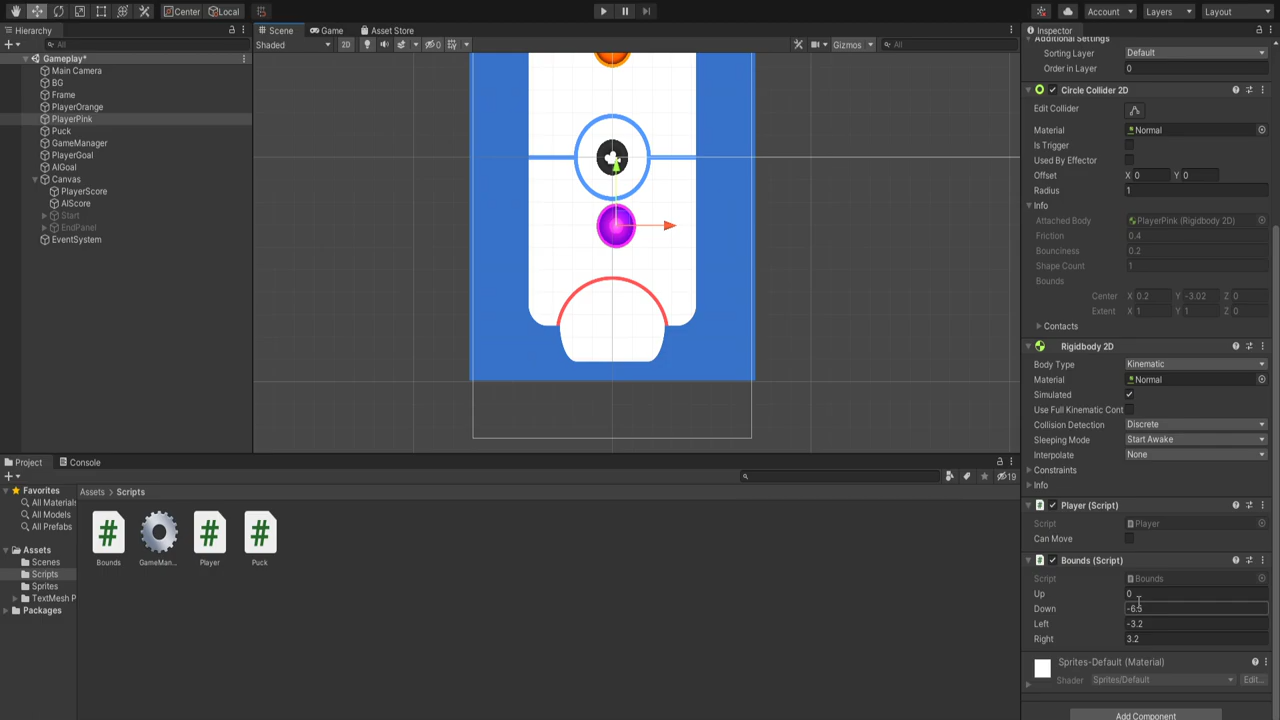 Center Local Account Layers Layout
Hierarchy
All
Gameplay*
Main Camera
BG
Frame
PlayerOrange
PlayerPink
Puck
GameManager
PlayerGoal
AIGoal
Canvas
PlayerScore
AIScore
Start
EndPanel
EventSystem
Scene Game Asset Store
Shaded 2D 0 Gizmos All
Inspector
Additional Settings
Sorting Layer Default
Order in Layer 0
Circle Collider 2D
Edit Collider
Material Normal
Is Trigger
Used By Effector
Offset X 0 Y 0
Radius 1
Info
Attached Body PlayerPink (Rigidbody 2D)
Friction 0.4
Bounciness 0.2
Shape Count 1
Bounds
Center X 0.2 Y -3.02 Z 0
Extent X 1 Y 1 Z 0
Contacts
Rigidbody 2D
Body Type Kinematic
Material Normal
Simulated
Use Full Kinematic Cont
Collision Detection Discrete
Sleeping Mode Start Awake
Interpolate None
Constraints
Info
Player (Script)
Script Player
Can Move
Bounds (Script)
Script Bounds
Up 0
Down -6.5
Left -3.2
Right 3.2
Sprites-Default (Material)
Shader Sprites/Default Edit...
Add Component
Project Console
19
Favorites
All Materials
All Models
All Prefabs
Assets
Scenes
Scripts
Sprites
TextMesh P
Packages
Assets > Scripts
Bounds GameMan... Player Puck